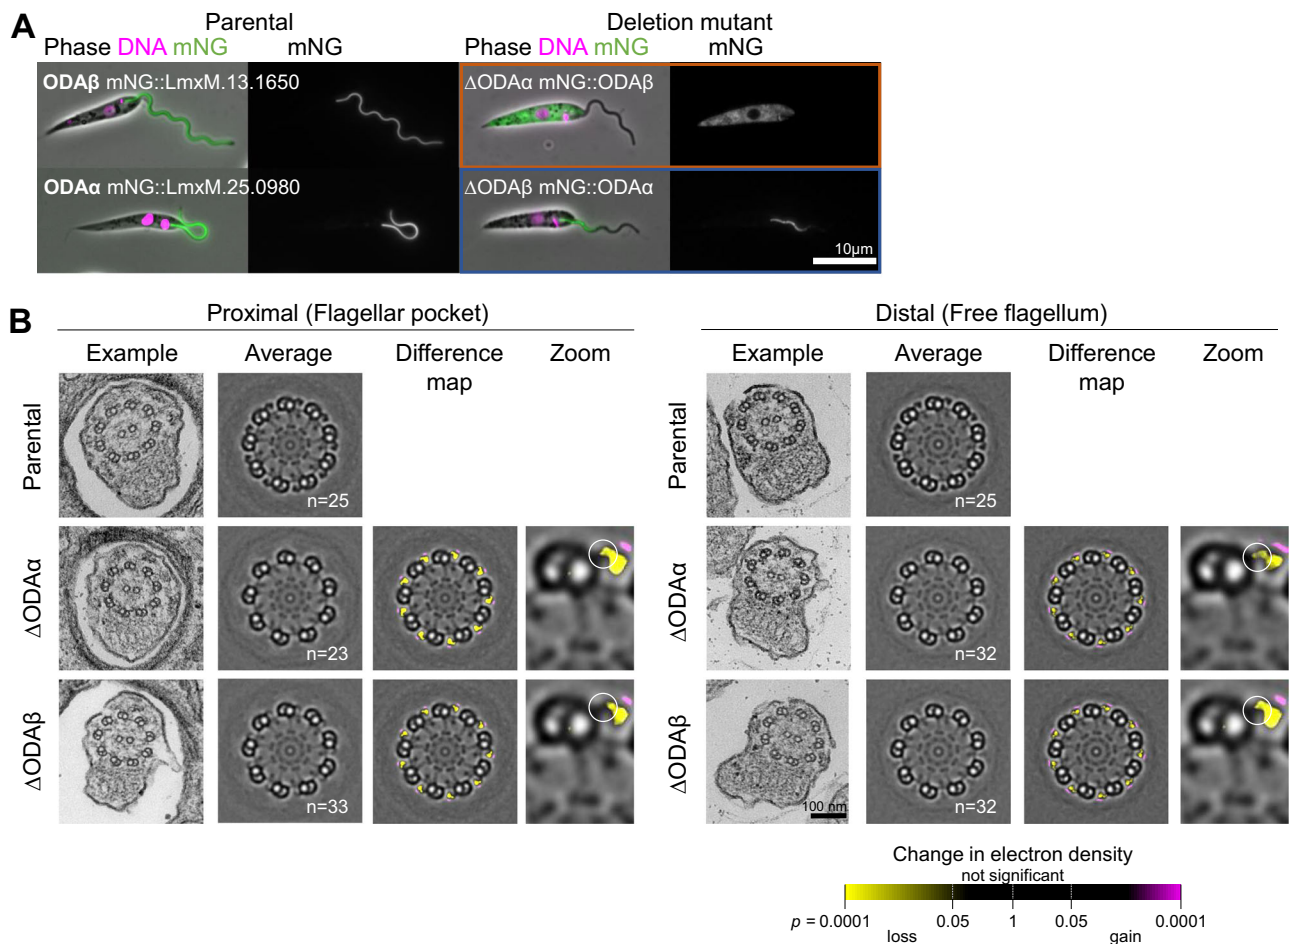 A
Parental
Deletion mutant
Phase DNA mNG
mNG
Phase DNA mNG
mNG
ODAβ mNG::LmxM.13.1650
ΔODAα mNG::ODAβ
ODAα mNG::LmxM.25.0980
ΔODAβ mNG::ODAα
10µm
B
Proximal (Flagellar pocket)
Distal (Free flagellum)
Example
Average
Difference
map
Zoom
Example
Average
Difference
map
Zoom
Parental
n=25
Parental
n=25
ΔODAα
n=23
ΔODAα
n=32
ΔODAβ
n=33
ΔODAβ
100 nm
n=32
Change in electron density
not significant
p = 0.0001
0.05
1
0.05
0.0001
loss
gain